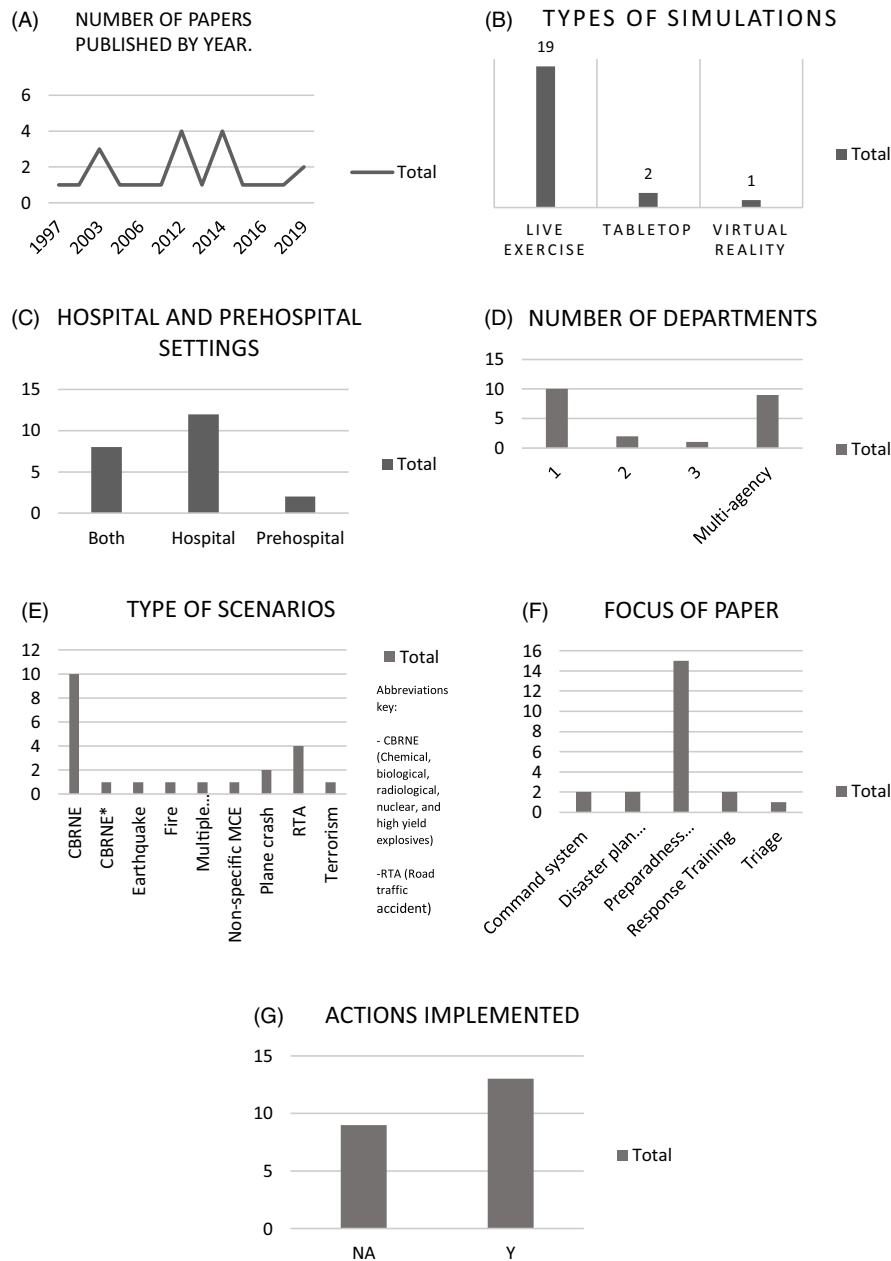 (A) NUMBER OF PAPERS
PUBLISHED BY YEAR.
6
4
2
0
1997
2003
2006
2012
2014
2016
2019
Total
(B) TYPES OF SIMULATIONS
19
2
1
LIVE
EXERCISE
TABLETOP
VIRTUAL
REALITY
Total
(C) HOSPITAL AND PREHOSPITAL
SETTINGS
15
10
5
0
Both
Hospital
Prehospital
Total
(D) NUMBER OF DEPARTMENTS
15
10
5
0
1
2
3
Multi-agency
Total
(E) TYPE OF SCENARIOS
12
10
8
6
4
2
0
CBRNE
CBRNE*
Earthquake
Fire
Multiple...
Non-specific MCE
Plane crash
RTA
Terrorism
Total
Abbreviations
key:
- CBRNE
(Chemical,
biological,
radiological,
nuclear, and
high yield
explosives)
-RTA (Road
traffic
accident)
(F) FOCUS OF PAPER
16
14
12
10
8
6
4
2
0
Command system
Disaster plan...
Preparadness...
Response Training
Triage
Total
(G) ACTIONS IMPLEMENTED
15
10
5
0
NA
Y
Total